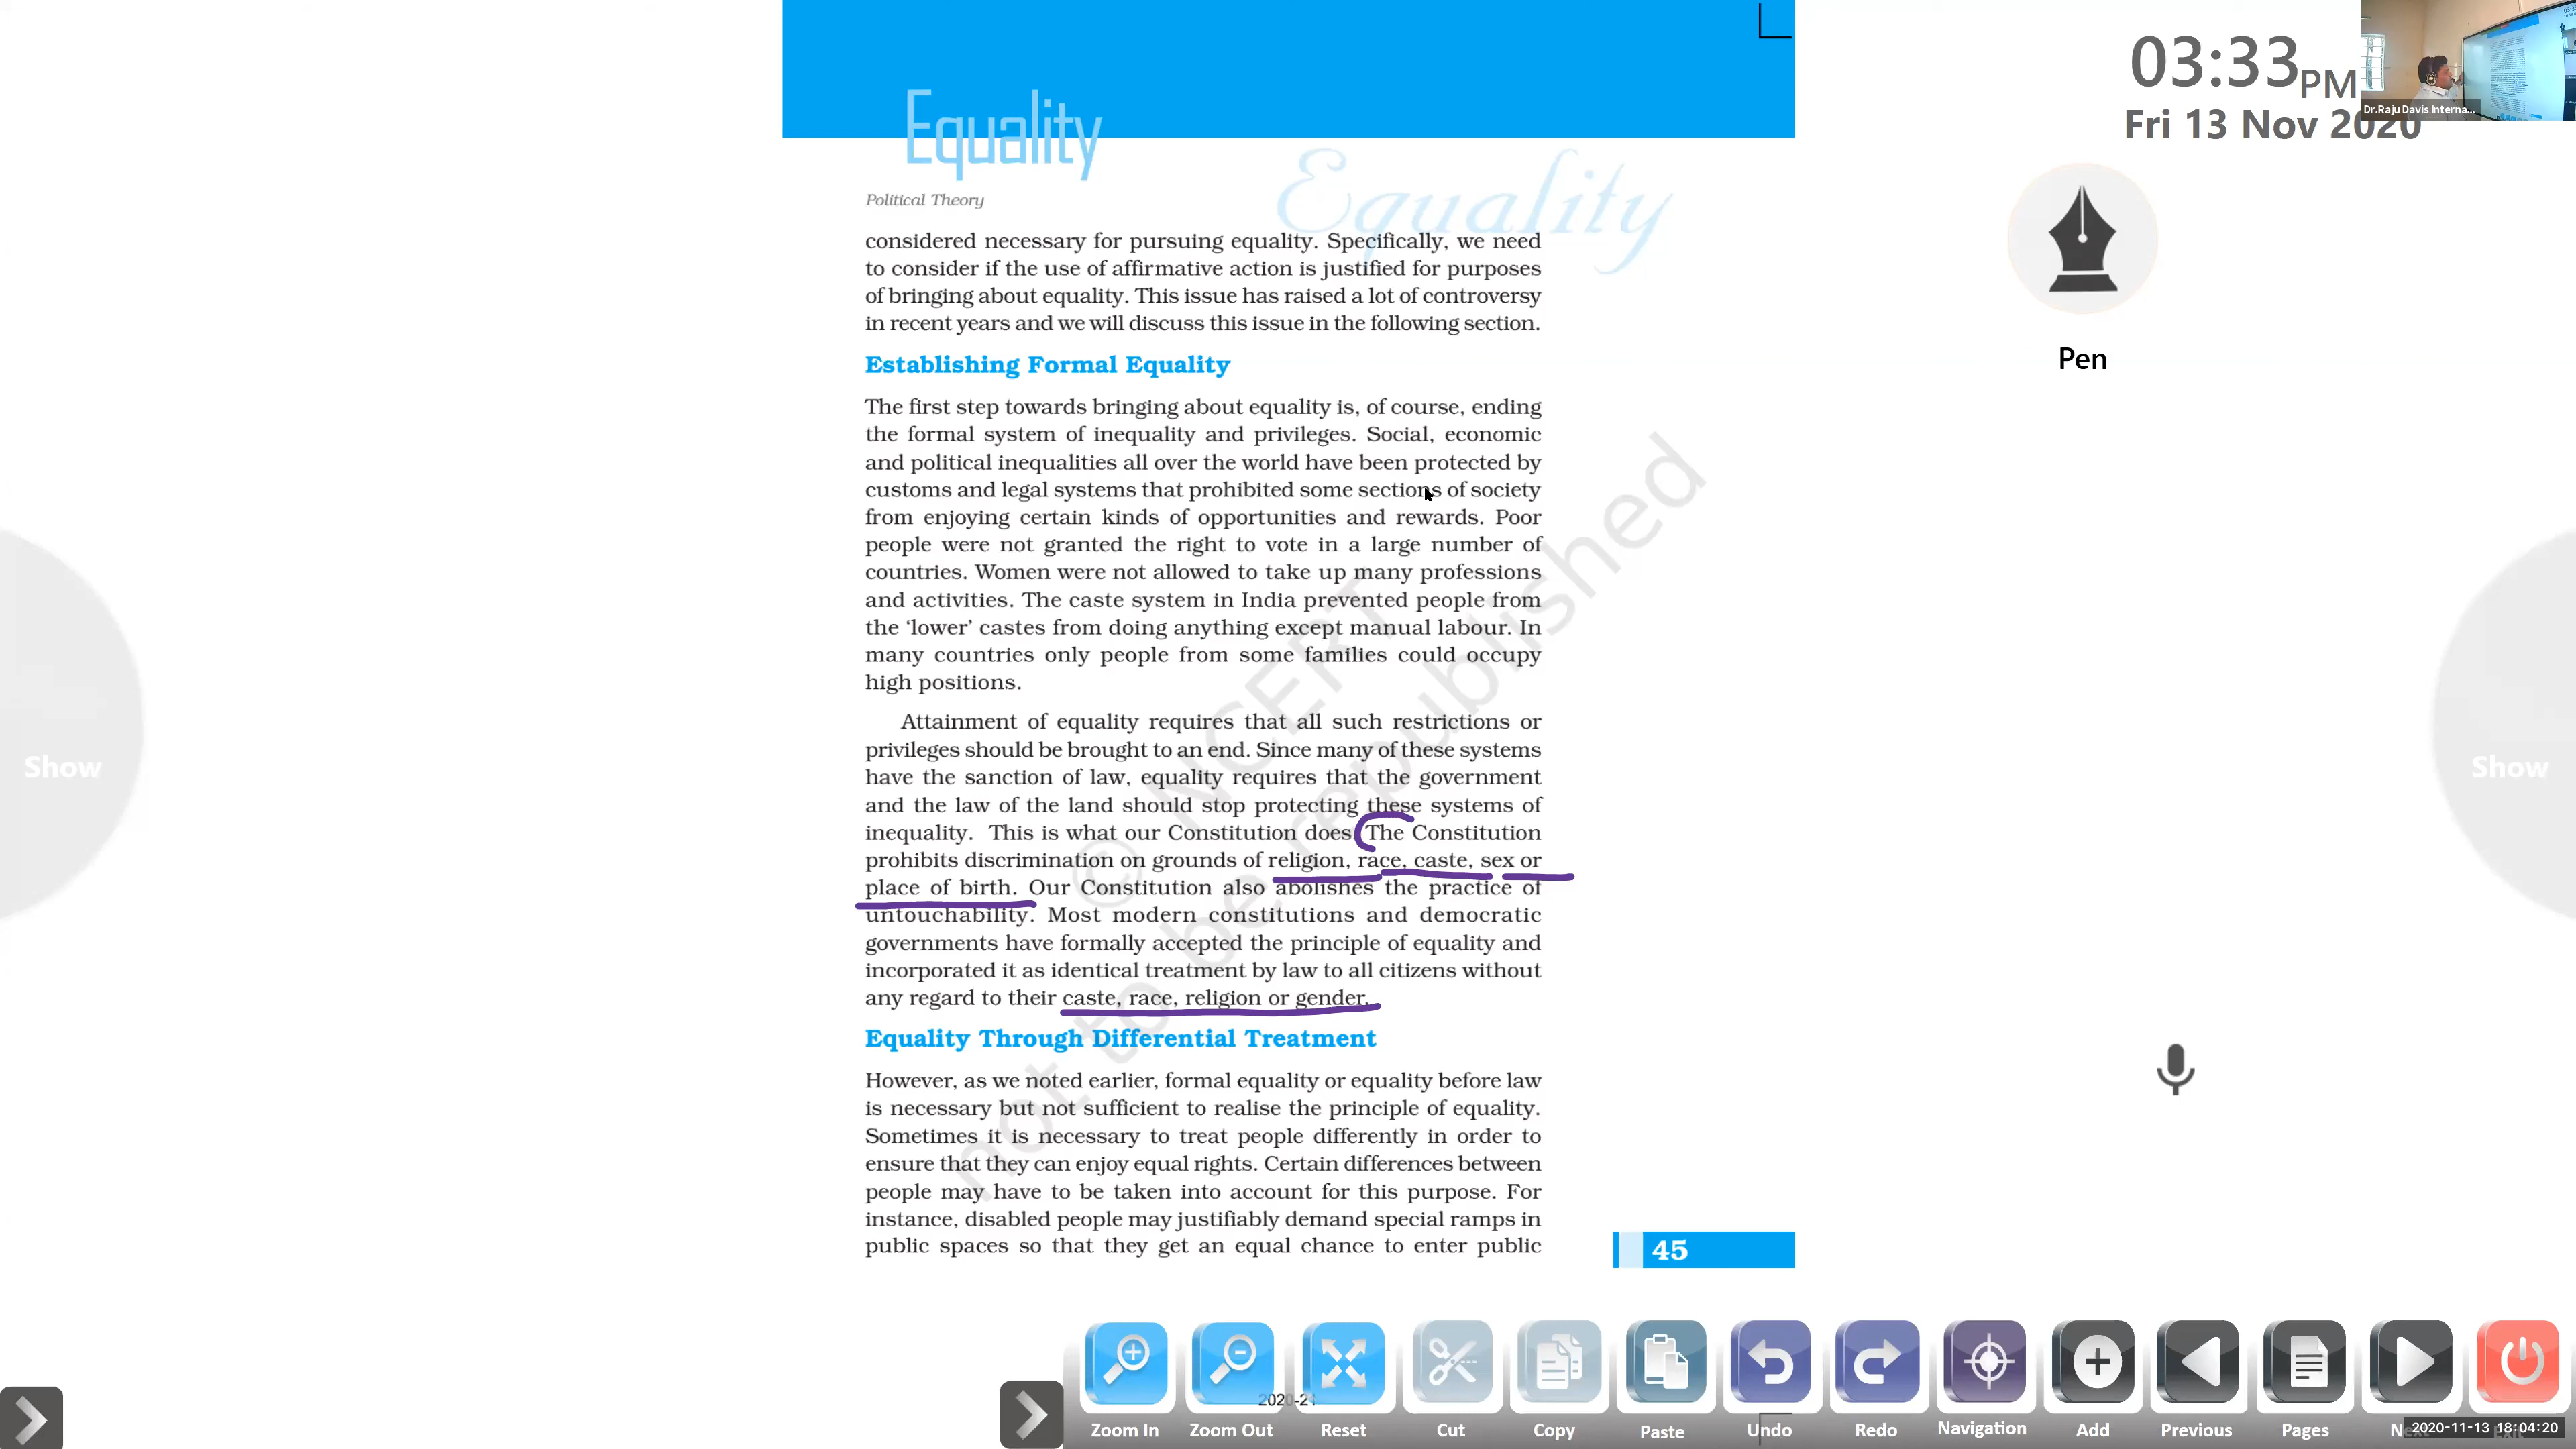 Equality
Equality
Political Theory
considered necessary for pursuing equality. Specifically, we need
to consider if the use of affirmative action is justified for purposes
of bringing about equality. This issue has raised a lot of controversy
in recent years and we will discuss this issue in the following section.
Establishing Formal Equality
The first step towards bringing about equality is, of course, ending
the formal system of inequality and privileges. Social, economic
and political inequalities all over the world have been protected by
customs and legal systems that prohibited some sections of society
from enjoying certain kinds of opportunities and rewards. Poor
people were not granted the right to vote in a large number of
countries. Women were not allowed to take up many professions
and activities. The caste system in India prevented people from
the ‘lower’ castes from doing anything except manual labour. In
many countries only people from some families could occupy
high positions.
Attainment of equality requires that all such restrictions or
privileges should be brought to an end. Since many of these systems
have the sanction of law, equality requires that the government
and the law of the land should stop protecting these systems of
inequality. This is what our Constitution does. The Constitution
prohibits discrimination on grounds of religion, race, caste, sex or
place of birth. Our Constitution also abolishes the practice of
untouchability. Most modern constitutions and democratic
governments have formally accepted the principle of equality and
incorporated it as identical treatment by law to all citizens without
any regard to their caste, race, religion or gender.
Equality Through Differential Treatment
However, as we noted earlier, formal equality or equality before law
is necessary but not sufficient to realise the principle of equality.
Sometimes it is necessary to treat people differently in order to
ensure that they can enjoy equal rights. Certain differences between
people may have to be taken into account for this purpose. For
instance, disabled people may justifiably demand special ramps in
public spaces so that they get an equal chance to enter public
45
© NCERT
not to be republished
2020-21
03:33 PM
Fri 13 Nov 2020
Dr.Raju Davis Interna...
Pen
Show
Show
Zoom In Zoom Out Reset Cut Copy Paste Undo Redo Navigation Add Previous Pages
2020-11-13 18:04:20